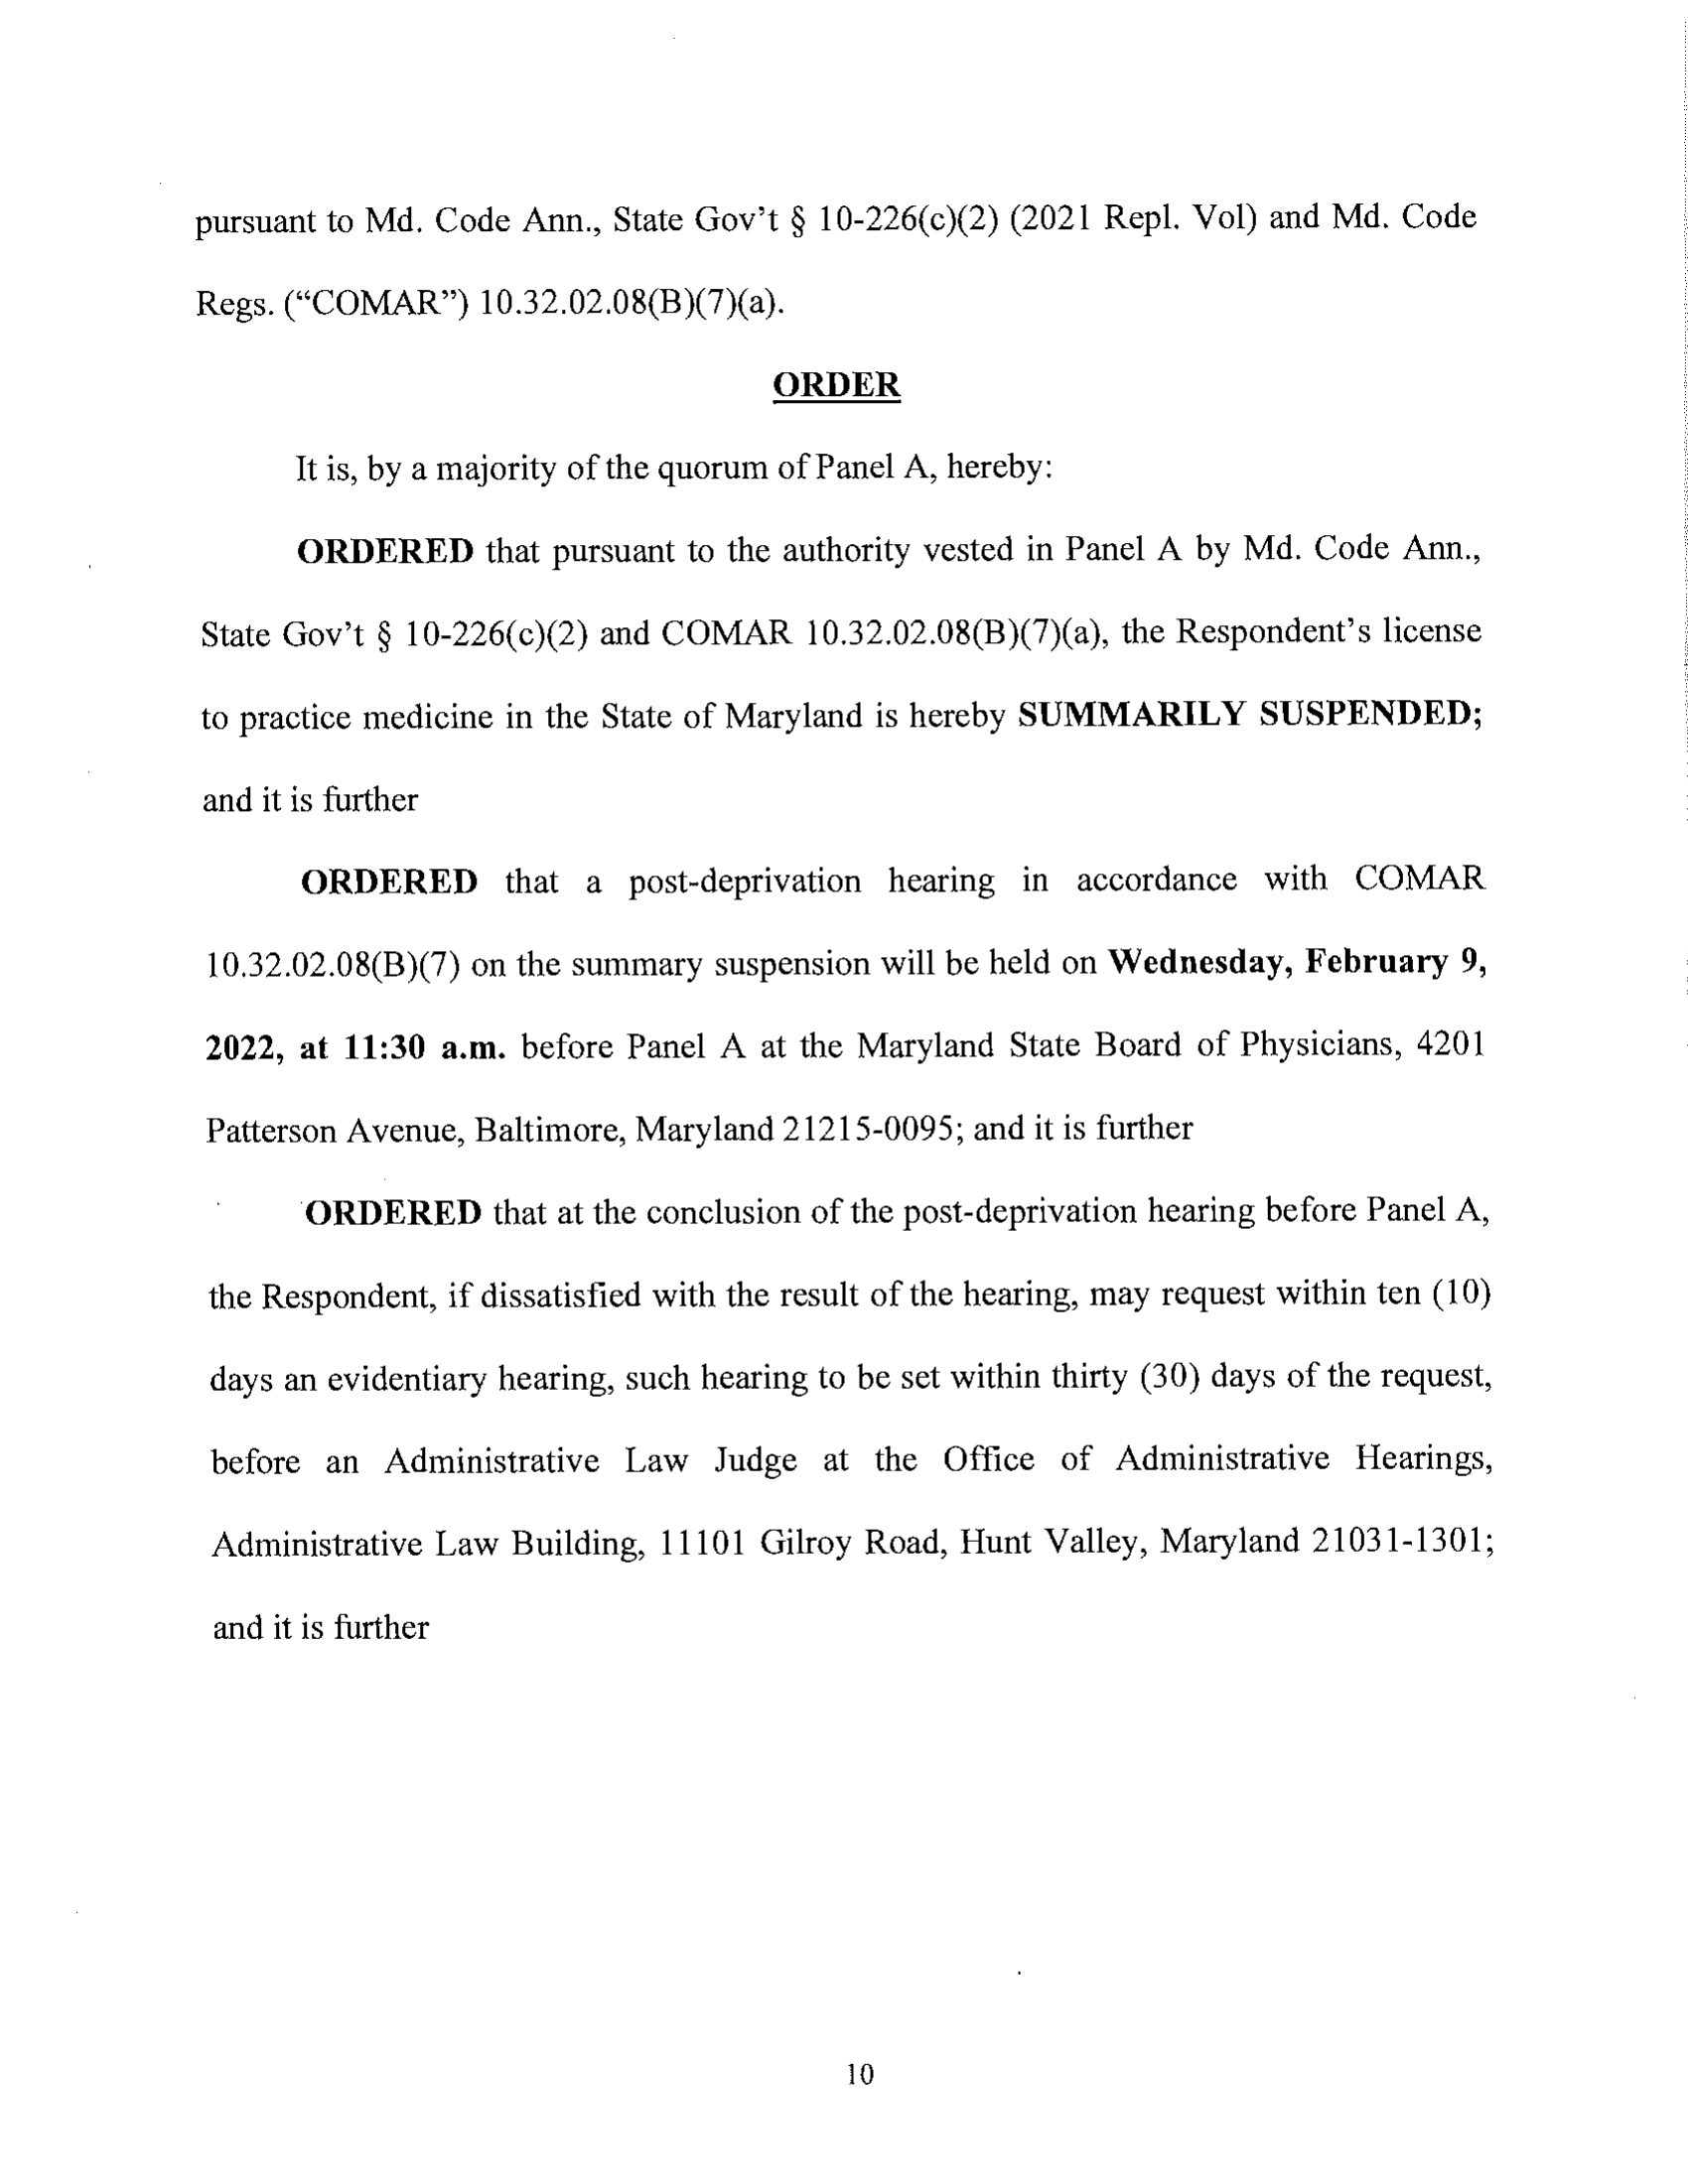 pursuant to Md. Code Ann., State Gov't § 10-226(c)(2) (2021 Repl. Vol) and Md. Code
Regs. (“COMAR”) 10.32.02.08(B)(7)(a).
ORDER
It is, by a majority of the quorum of Panel A, hereby:
ORDERED that pursuant to the authority vested in Panel A by Md. Code Ann.,
State Gov't § 10-226(c)(2) and COMAR 10.32.02.08(B)(7)(a), the Respondent's license
to practice medicine in the State of Maryland is hereby SUMMARILY SUSPENDED;
and it is further
ORDERED that a post-deprivation hearing in accordance with COMAR
10.32.02.08(B)(7) on the summary suspension will be held on Wednesday, February 9,
2022, at 11:30 a.m. before Panel A at the Maryland State Board of Physicians, 4201
Patterson Avenue, Baltimore, Maryland 21215-0095; and it is further
ORDERED that at the conclusion of the post-deprivation hearing before Panel A,
the Respondent, if dissatisfied with the result of the hearing, may request within ten (10)
days an evidentiary hearing, such hearing to be set within thirty (30) days of the request,
before an Administrative Law Judge at the Office of Administrative Hearings,
Administrative Law Building, 11101 Gilroy Road, Hunt Valley, Maryland 21031-1301;
and it is further
10